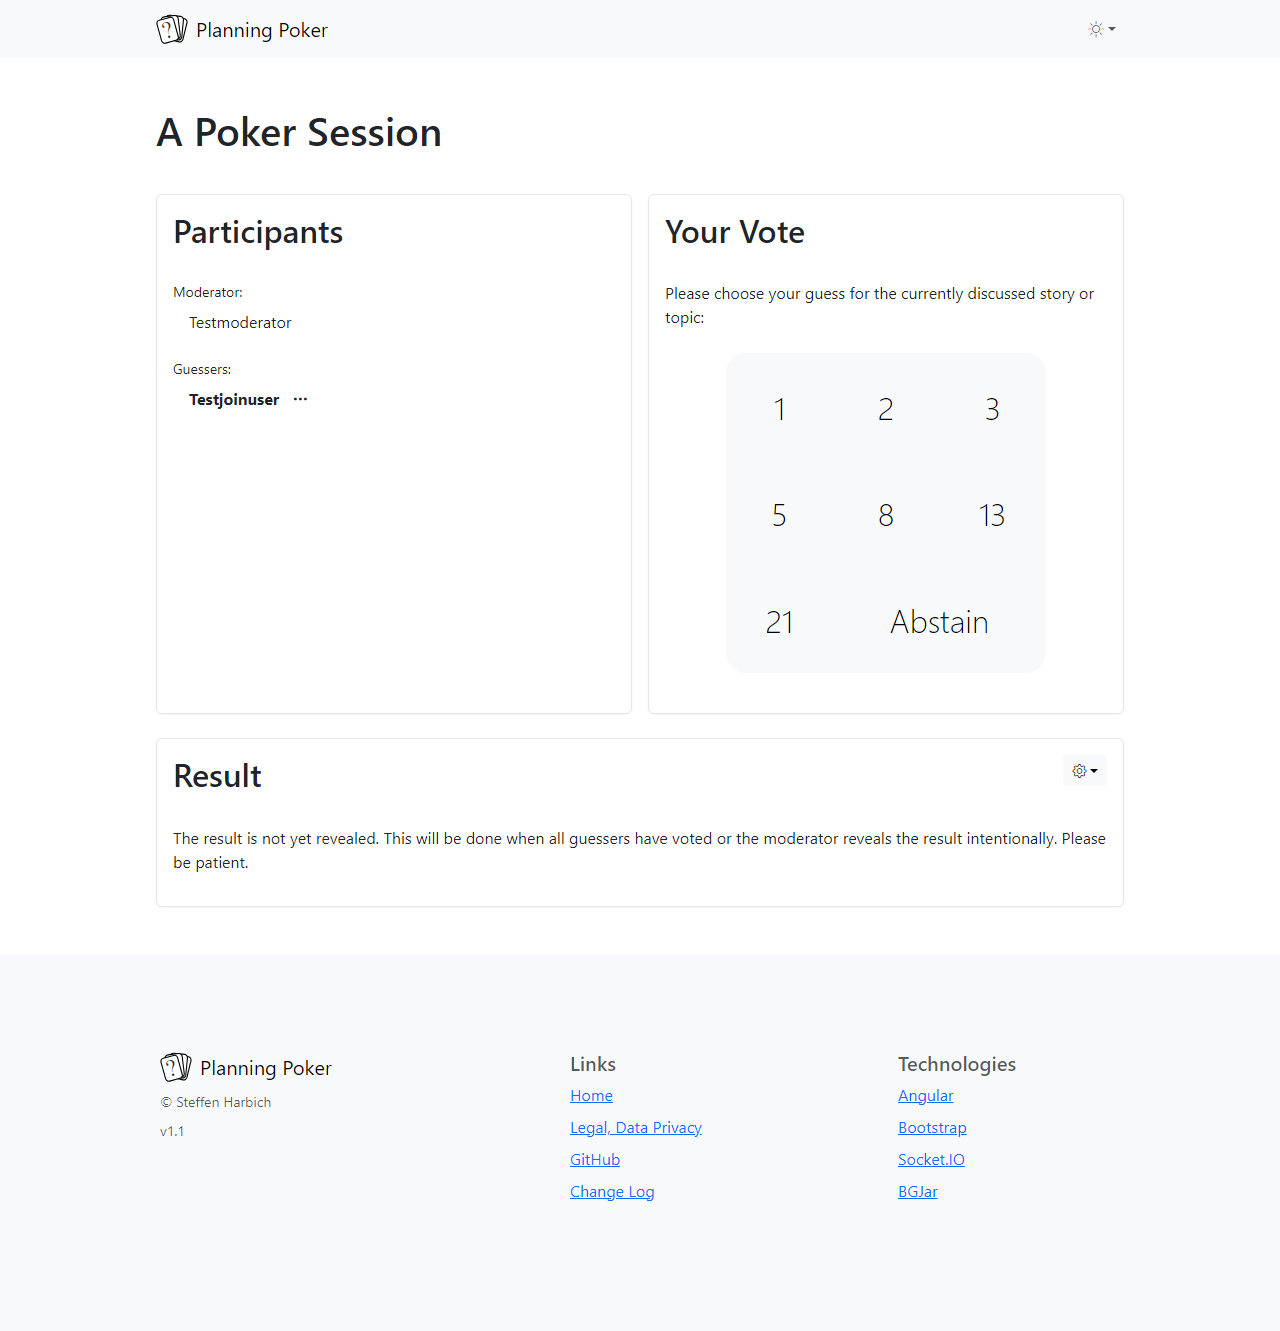 Planning Poker
A Poker Session
Participants
Moderator:
Testmoderator
Guessers:
Testjoinuser
Your Vote
Please choose your guess for the currently discussed story or
topic:
1 2 3
5 8 13
21 Abstain
Result
The result is not yet revealed. This will be done when all guessers have voted or the moderator reveals the result intentionally. Please
be patient.
Planning Poker
© Steffen Harbich
v1.1
Links
Home
Legal, Data Privacy
GitHub
Change Log
Technologies
Angular
Bootstrap
Socket.IO
BGJar